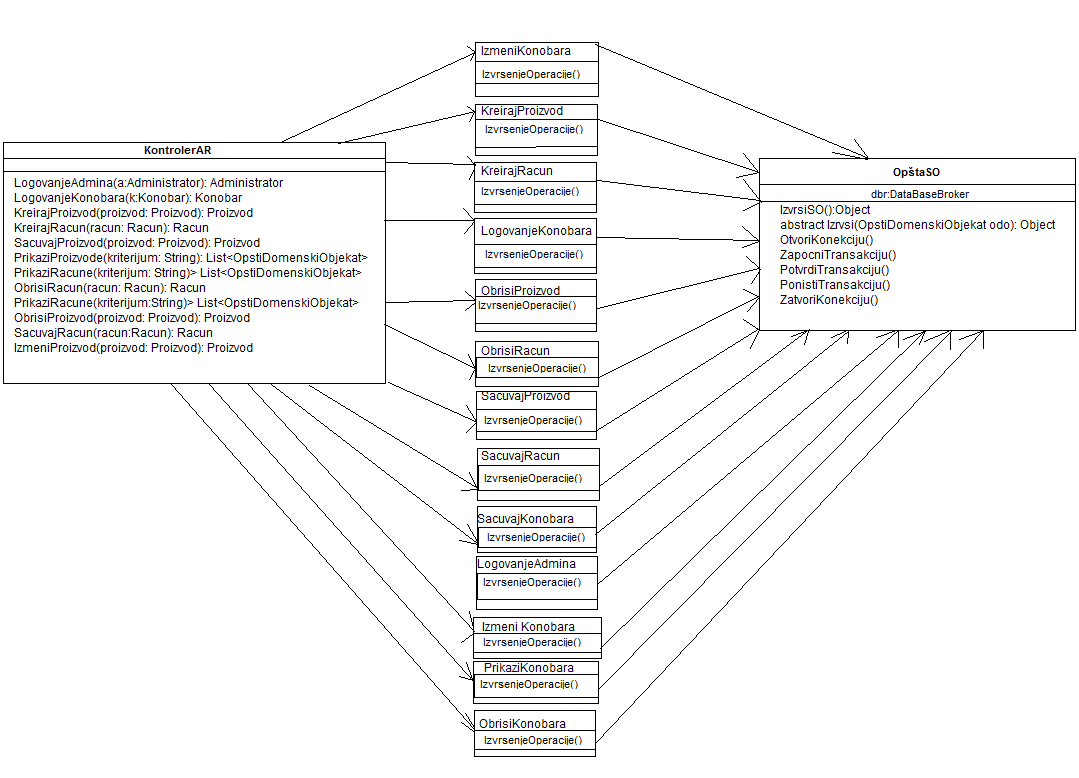 KontrolerAR
LogovanjeAdmina(a:Administrator): Administrator
LogovanjeKonobara(k:Konobar): Konobar
KreirajProizvod(proizvod: Proizvod): Proizvod
KreirajRacun(racun: Racun): Racun
SacuvajProizvod(proizvod: Proizvod): Proizvod
PrikaziProizvode(kriterijum: String): List<OpstiDomenskiObjekat>
PrikaziRacune(kriterijum: String)> List<OpstiDomenskiObjekat)
ObrisiRacun(racun: Racun): Racun
PrikaziRacune(kriterijum:String)> List<OpstiDomenskiObjekat>
ObrisiProizvod(proizvod: Proizvod): Proizvod
SacuvajRacun(racun:Racun): Racun
IzmeniProizvod(proizvod: Proizvod): Proizvod
IzmeniKonobara
IzvrsenjeOperacije()
KreirajProizvod
IzvrsenjeOperacije()
KreirajRacun
IzvrsenjeOperacije()
LogovanjeKonobara
IzvrsenjeOperacije()
ObrisiProizvod
IzvrsenjeOperacije()
ObrisiRacun
IzvrsenjeOperacije()
SacuvajProizvod
IzvrsenjeOperacije()
SacuvajRacun
IzvrsenjeOperacije()
SacuvajKonobara
IzvrsenjeOperacije()
LogovanjeAdmina
IzvrsenjeOperacije()
Izmeni Konobara
IzvrsenjeOperacije()
PrikaziKonobara
IzvrsenjeOperacije()
ObrisiKonobara
IzvrsenjeOperacije()
OpštaSO
dbr:DataBaseBroker
IzvrsiSO():Object
abstract Izvrsi(OpstiDomenskiObjekat odo): Object
OtvoriKonekciju()
ZapocniTransakciju()
PotvrdiTransakciju()
PonistiTransakciju()
ZatvoriKonekciju()